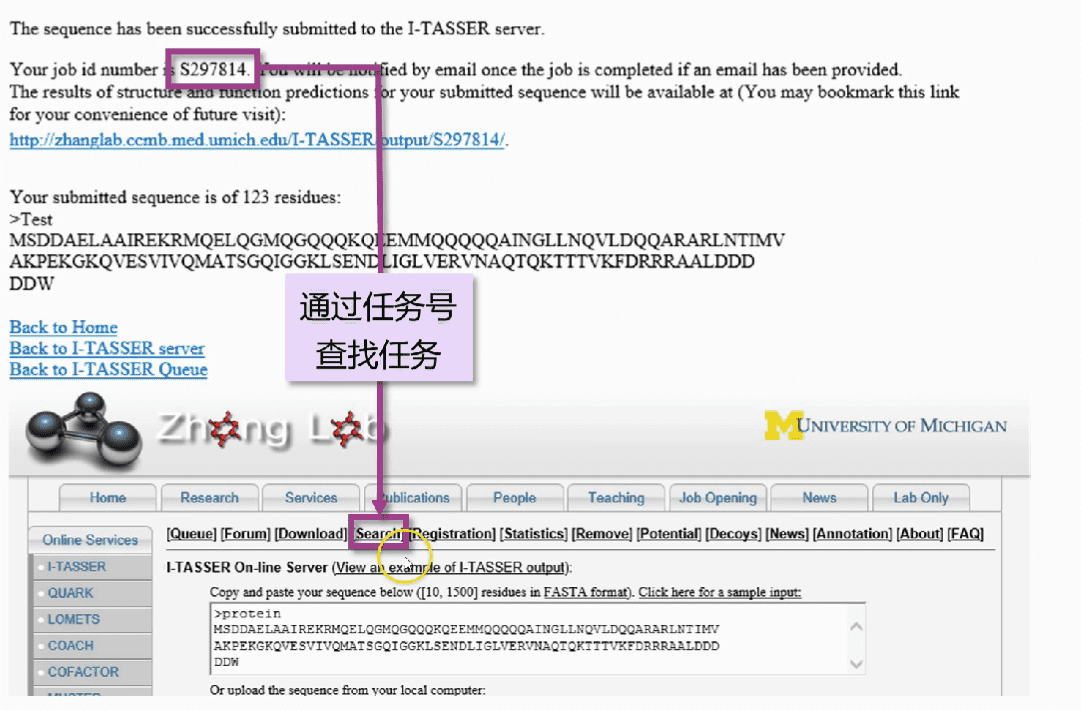 The sequence has been successfully submitted to the I-TASSER server.
Your job id number is S297814. You will be notified by email once the job is completed if an email has been provided.
The results of structure and function predictions for your submitted sequence will be available at (You may bookmark this link
for your convenience of future visit):
http://zhanglab.ccmb.med.umich.edu/I-TASSER/output/S297814/.
Your submitted sequence is of 123 residues:
>Test
MSDDAELAAIREKRMQELQGMQGQQQKQEEMMQQQQQAINGLLNQVLDQQARARLNTIMV
AKPEKGKQVESVIVQMATSGQIGGKLSENDLIGLVERVNAQTQKTTTVKFDRRRAALDDD
DDW
通过任务号
查找任务
Back to Home
Back to I-TASSER server
Back to I-TASSER Queue
Zhang Lab
M UNIVERSITY OF MICHIGAN
Home Research Services Publications People Teaching Job Opening News Lab Only
Online Services
I-TASSER
QUARK
LOMETS
COACH
COFACTOR
MUSTER
[Queue] [Forum] [Download] [Search] [Registration] [Statistics] [Remove] [Potential] [Decoys] [News] [Annotation] [About] [FAQ]
I-TASSER On-line Server (View an example of I-TASSER output):
Copy and paste your sequence below ([10, 1500] residues in FASTA format). Click here for a sample input:
>protein
MSDDAELAAIREKRMQELQGMQGQQQKQEEMMQQQQQAINGLLNQVLDQQARARLNTIMV
AKPEKGKQVESVIVQMATSGQIGGKLSENDLIGLVERVNAQTQKTTTVKFDRRRAALDDD
DDW
Or upload the sequence from your local computer: